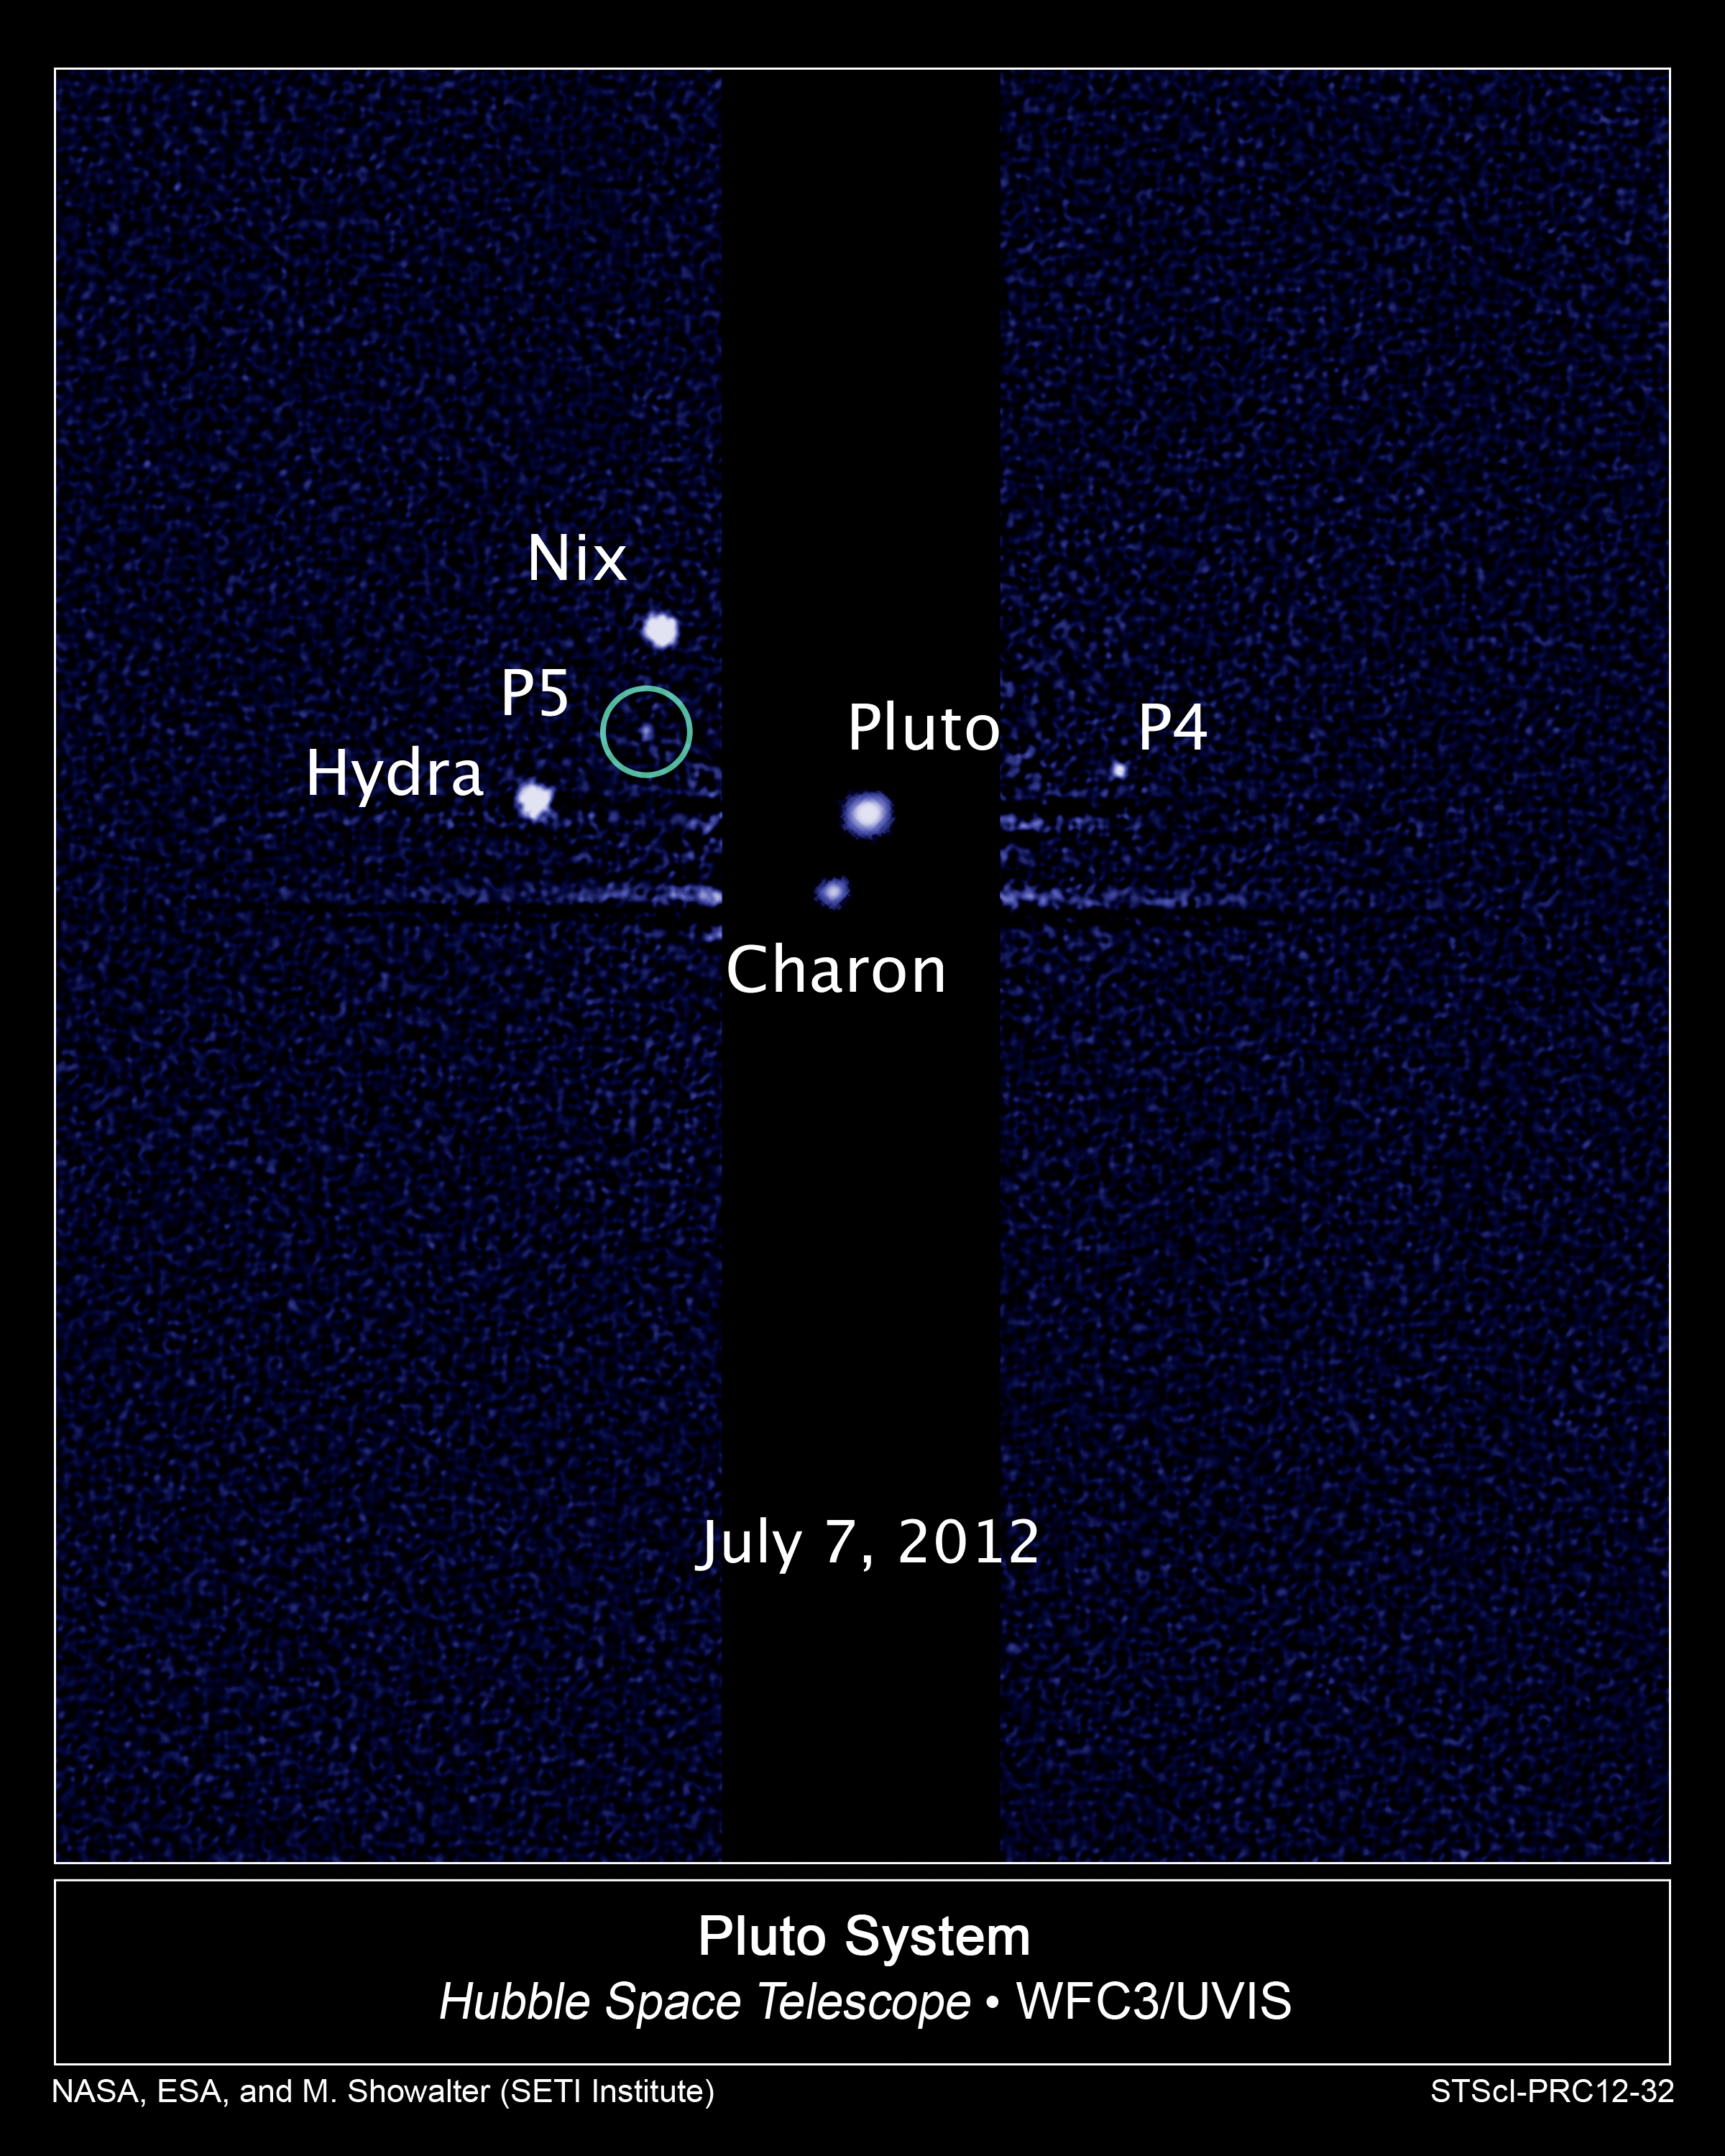 Nix
P5
Hydra
Pluto
P4
Charon
July 7, 2012
Pluto System
Hubble Space Telescope • WFC3/UVIS
NASA, ESA, and M. Showalter (SETI Institute)
STScI-PRC12-32